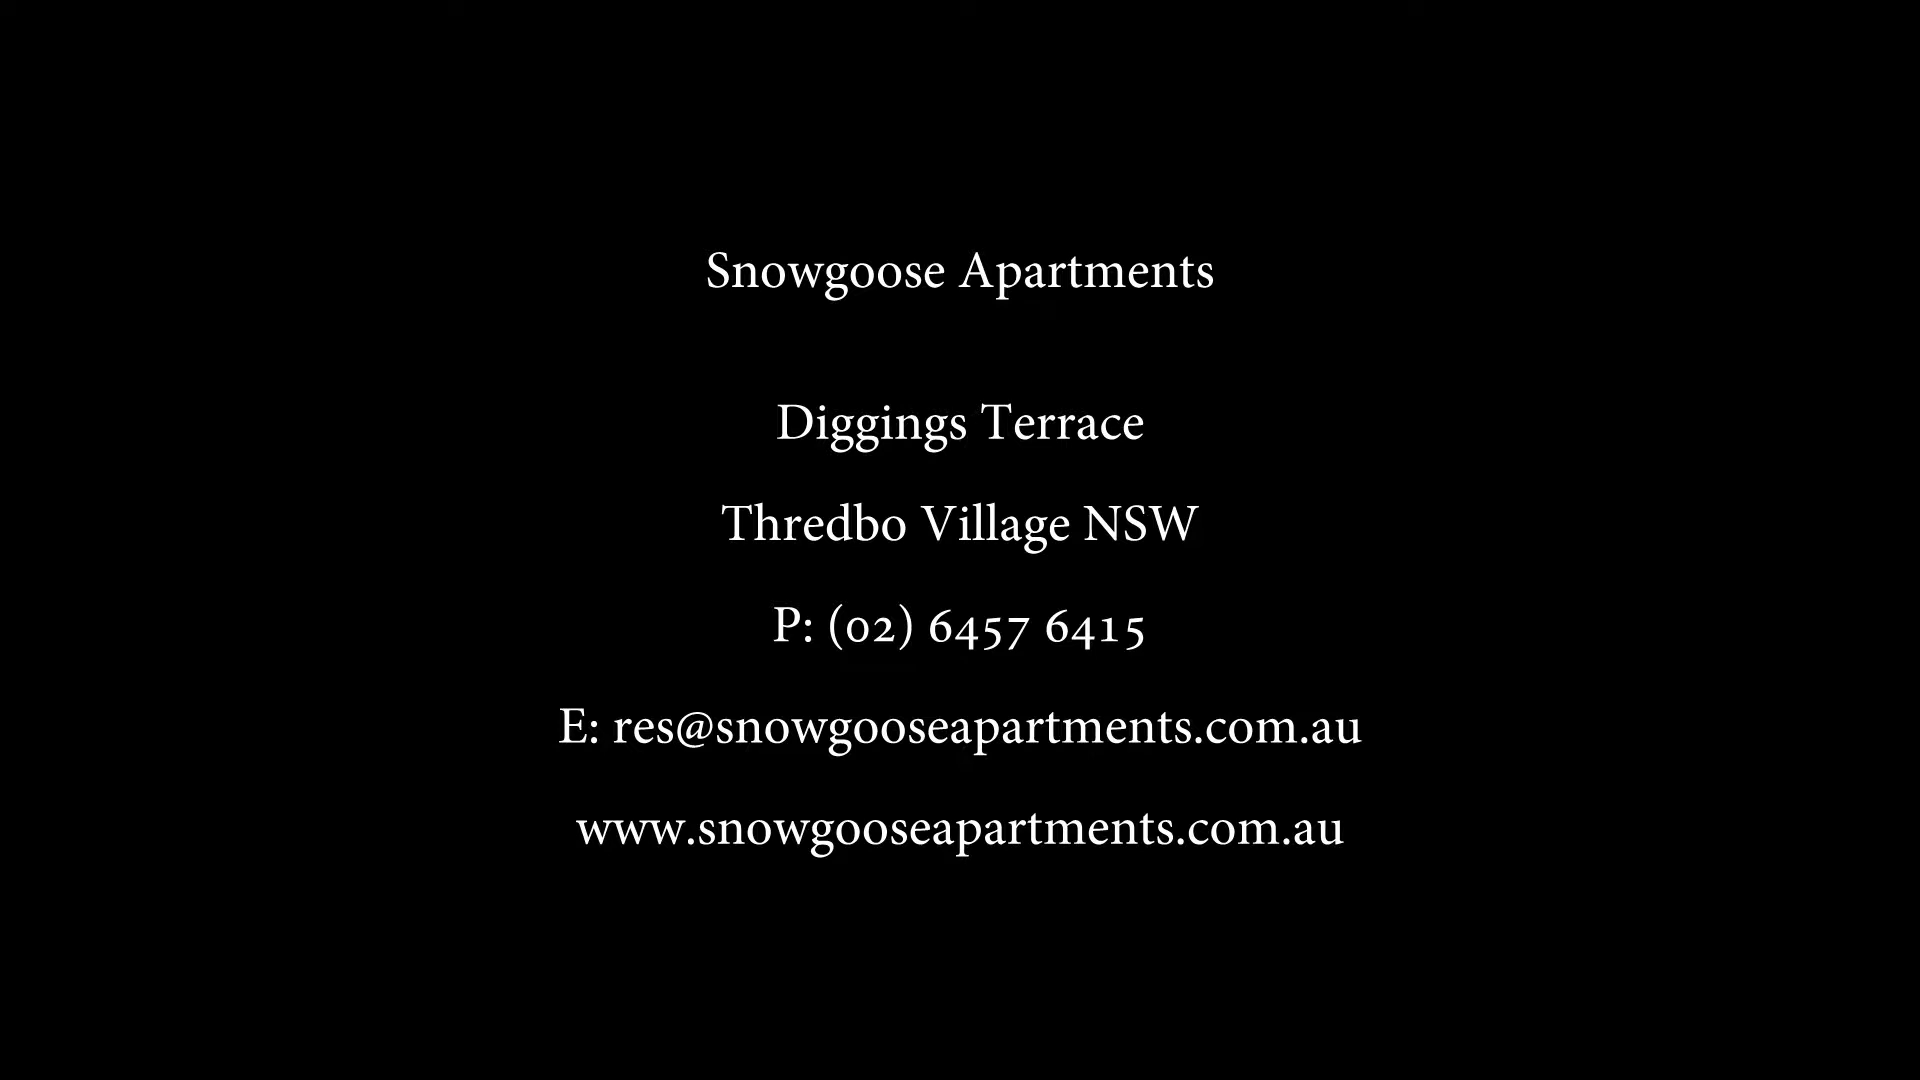 Snowgoose Apartments
Diggings Terrace
Thredbo Village NSW
P: (02) 6457 6415
E: res@snowgooseapartments.com.au
www.snowgooseapartments.com.au